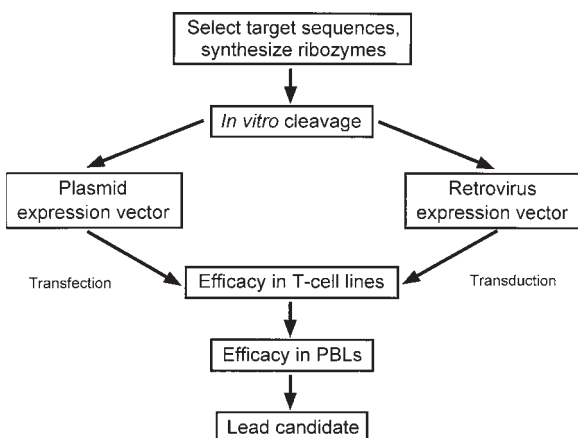 Select target sequences,
synthesize ribozymes
In vitro cleavage
Plasmid
expression vector
Retrovirus
expression vector
Transfection
Efficacy in T-cell lines
Transduction
Efficacy in PBLs
Lead candidate